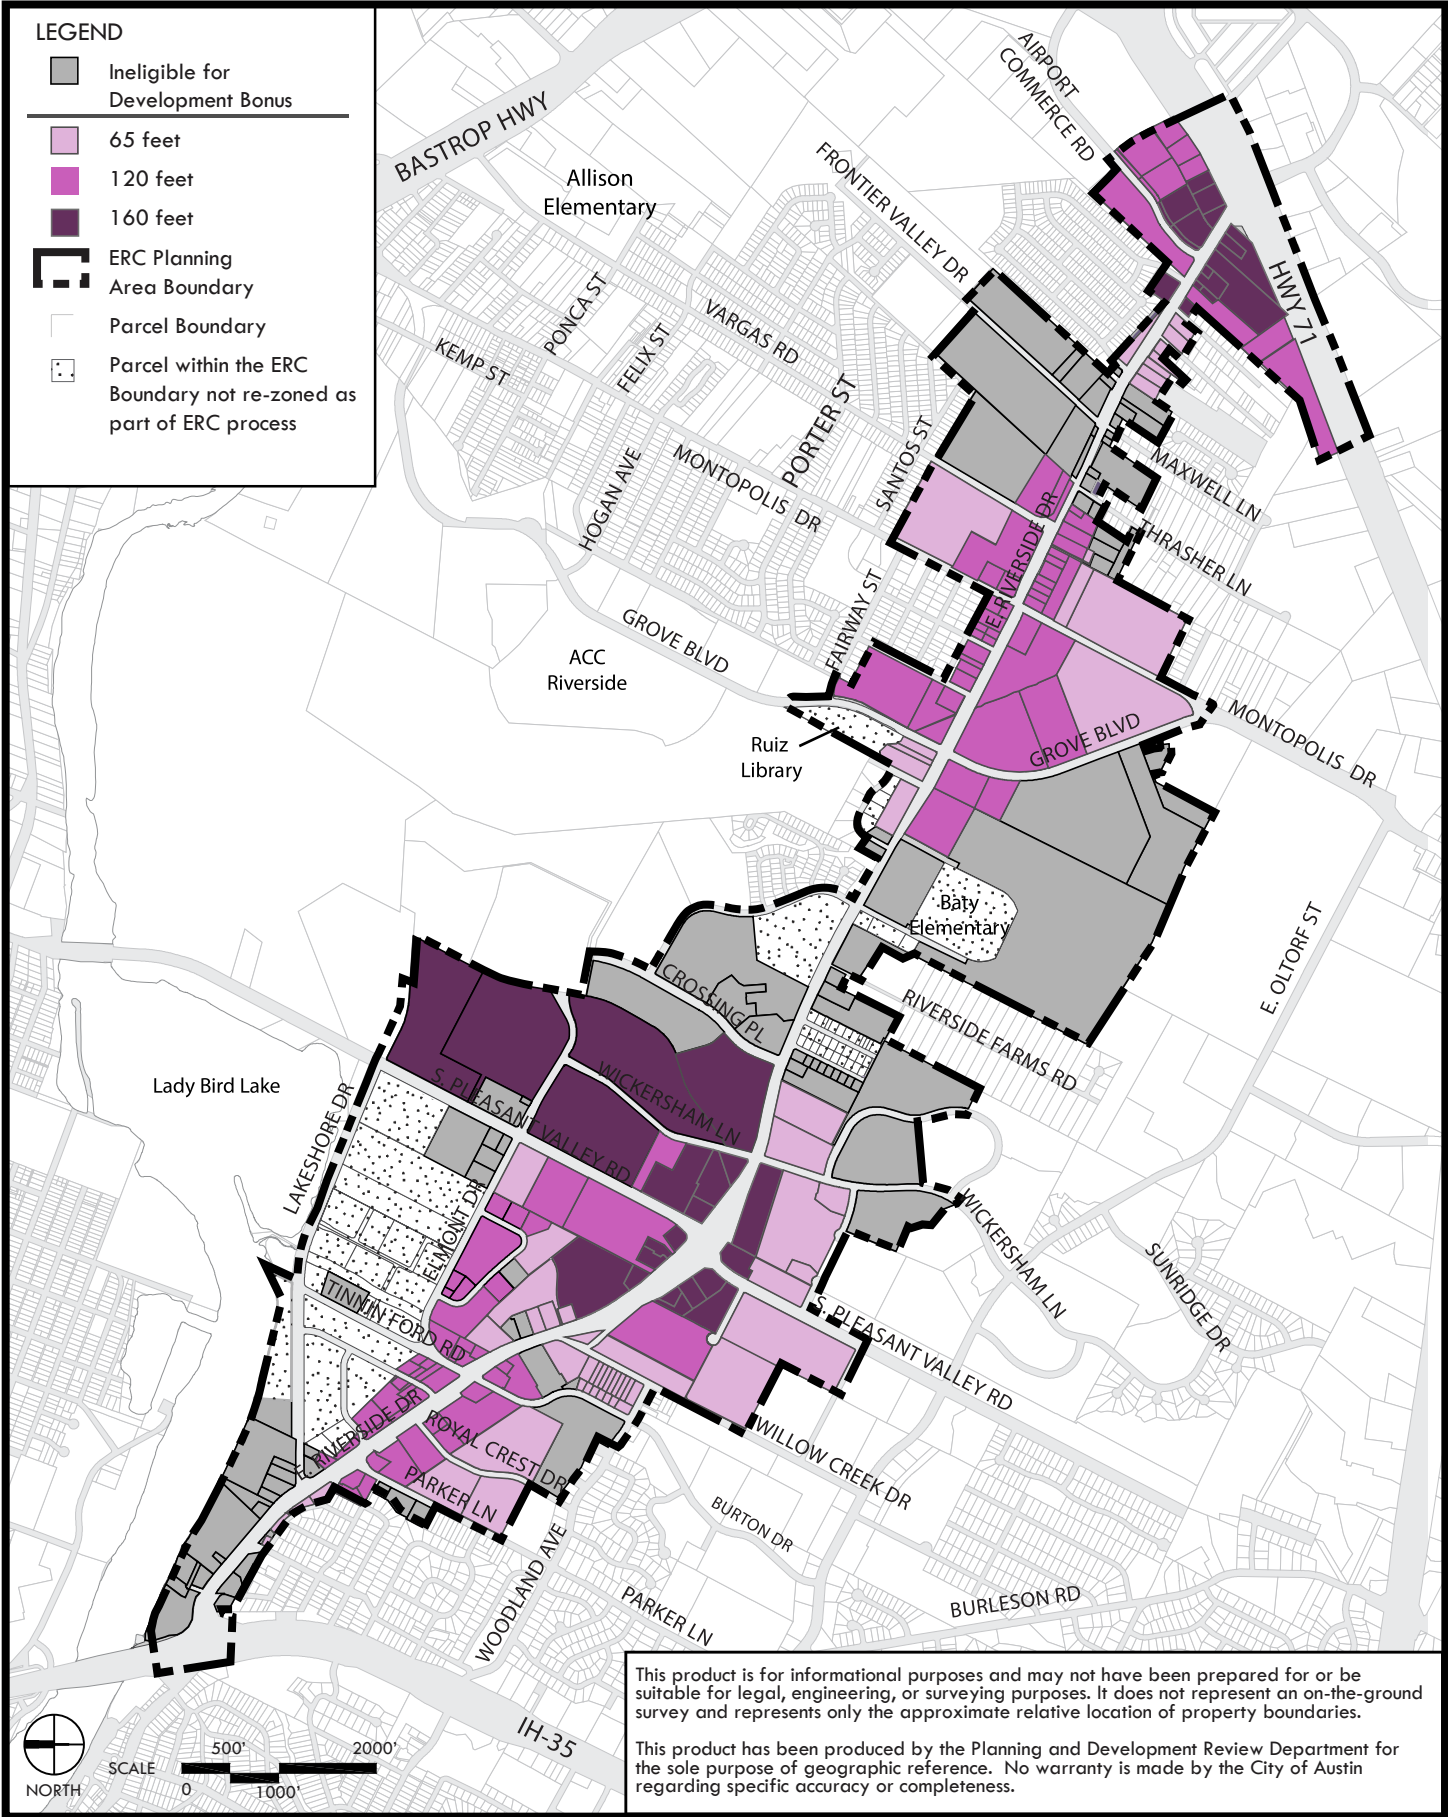 LEGEND
Ineligible for
Development Bonus
65 feet
120 feet
160 feet
ERC Planning
Area Boundary
Parcel Boundary
Parcel within the ERC
Boundary not re-zoned as
part of ERC process
AIRPORT
COMMERCE RD
BASTROP HWY
FRONTIER VALLEY DR
Allison
Elementary
HWY 71
PONCA ST
VARGAS RD
FELIX ST
KEMP ST
PORTER ST
SANTOS ST
MAXWELL LN
HOGAN AVE
MONTOPOLIS DR
E. RIVERSIDE DR
THRASHER LN
FAIRWAY ST
GROVE BLVD
ACC
Riverside
MONTOPOLIS DR
GROVE BLVD
Ruiz
Library
Baty
Elementary
E. OLTORF ST
CROSSING PL
RIVERSIDE FARMS RD
Lady Bird Lake
S. PLEASANT VALLEY RD
WICKERSHAM LN
LAKESHORE DR
ELMONT DR
WICKERSHAM LN
SUNRIDGE DR
TINNIN FORD RD
S. PLEASANT VALLEY RD
E. RIVERSIDE DR
ROYAL CREST DR
PARKER LN
WILLOW CREEK DR
BURTON DR
WOODLAND AVE
PARKER LN
BURLESON RD
IH-35
NORTH
SCALE
500'
2000'
0
1000'
This product is for informational purposes and may not have been prepared for or be
suitable for legal, engineering, or surveying purposes. It does not represent an on-the-ground
survey and represents only the approximate relative location of property boundaries.
This product has been produced by the Planning and Development Review Department for
the sole purpose of geographic reference.  No warranty is made by the City of Austin
regarding specific accuracy or completeness.